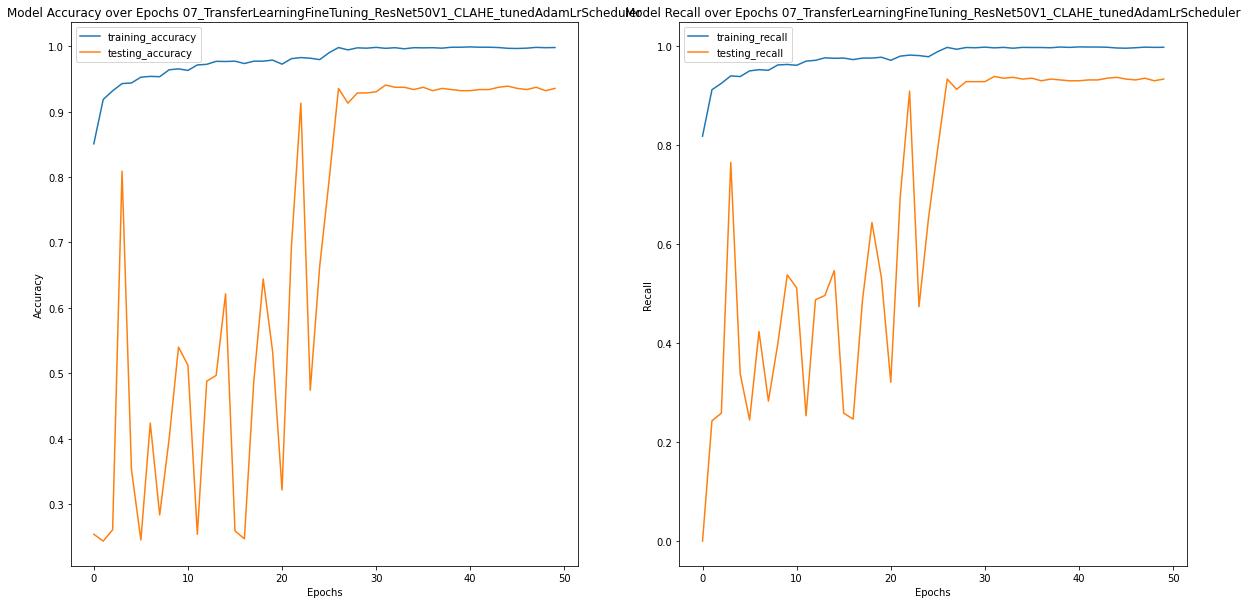 Model Accuracy over Epochs 07_TransferLearningFineTuning_ResNet50V1_CLAHE_tunedAdamLrScheduler
training_accuracy
testing_accuracy
1.0
0.9
0.8
0.7
0.6
0.5
0.4
0.3
Accuracy
0 10 20 30 40 50
Epochs
Model Recall over Epochs 07_TransferLearningFineTuning_ResNet50V1_CLAHE_tunedAdamLrScheduler
training_recall
testing_recall
1.0
0.8
0.6
0.4
0.2
0.0
Recall
0 10 20 30 40 50
Epochs